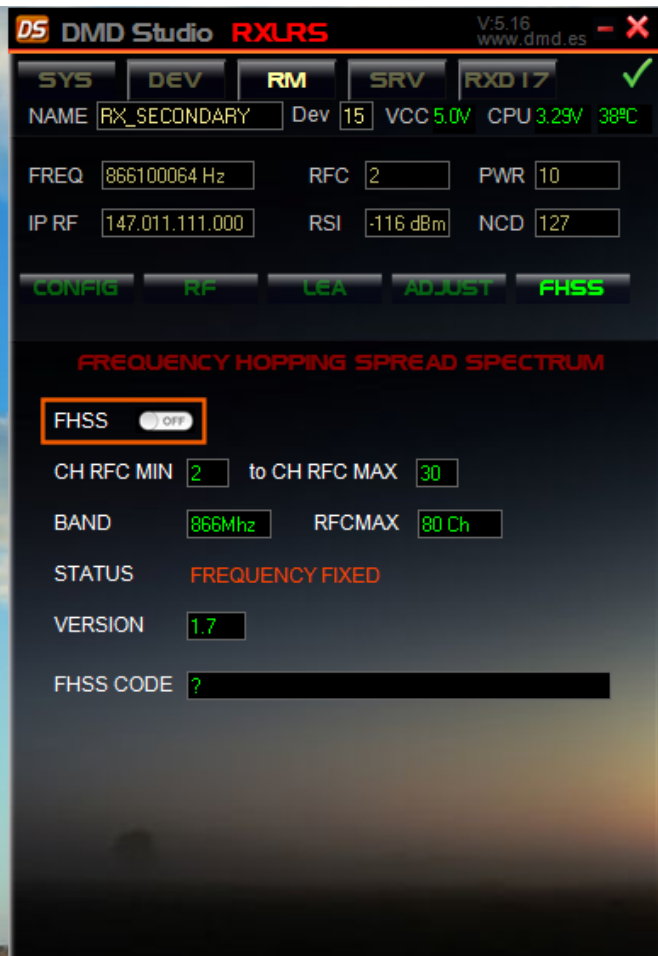 DS DMD Studio RXLRS V:5.16
www.dmd.es
SYS DEV RM SRV RXD17
NAME RX_SECONDARY Dev 15 VCC 5.0V CPU 3.29V 38ºC
FREQ 866100064 Hz RFC 2 PWR 10
IP RF 147.011.111.000 RSI -116 dBm NCD 127
CONFIG RF LEA ADJUST FHSS
FREQUENCY HOPPING SPREAD SPECTRUM
FHSS OFF
CH RFC MIN 2 to CH RFC MAX 30
BAND 866Mhz RFCMAX 80 Ch
STATUS FREQUENCY FIXED
VERSION 1.7
FHSS CODE ?